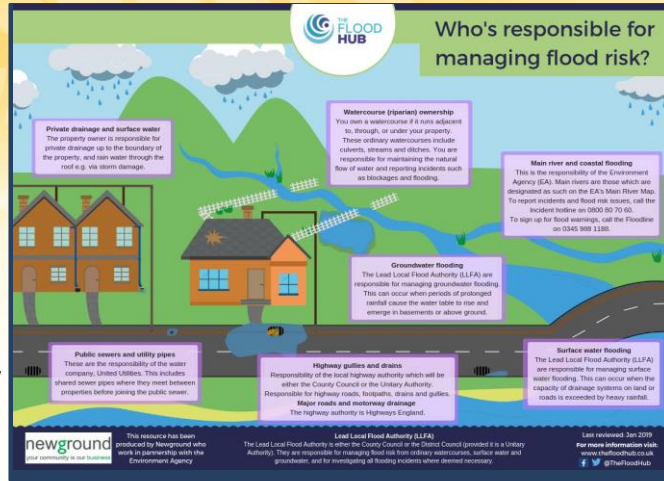 THE
FLOOD
HUB
Who's responsible for
managing flood risk?
Private drainage and surface water
The property owner is responsible for
private drainage up to the boundary of
the property, and rain water through the
roof e.g. via storm damage.
Watercourse (riparian) ownership
You own a watercourse if it runs adjacent
to, through, or under your property.
These ordinary watercourses include
culverts, streams and ditches. You are
responsible for maintaining the natural
flow of water and reporting incidents such
as blockages and flooding.
Main river and coastal flooding
This is the responsibility of the Environment
Agency (EA). Main rivers are those which are
designated as such on the EA's Main River Map.
To report incidents and flood risk issues, call the
Incident hotline on 0800 80 70 60.
To sign up for flood warnings, call the Floodline
on 0345 988 1188.
Groundwater flooding
The Lead Local Flood Authority (LLFA) are
responsible for managing groundwater flooding.
This can occur when periods of prolonged
rainfall cause the water table to rise and
emerge in basements or above ground.
Public sewers and utility pipes
These are the responsibility of the water
company, United Utilities. This includes
shared sewer pipes where they meet between
properties before joining the public sewer.
Highway gullies and drains
Responsibility of the local highway authority which will be
either the County Council or the Unitary Authority.
Responsible for highway roads, footpaths, drains and gullies.
Major roads and motorway drainage
The highway authority is Highways England.
Surface water flooding
The Lead Local Flood Authority (LLFA)
are responsible for managing surface
water flooding. This can occur when the
capacity of drainage systems on land or
roads is exceeded by heavy rainfall.
newground
your community is our business
This resource has been
produced by Newground who
work in partnership with the
Environment Agency
Lead Local Flood Authority (LLFA)
The Lead Local Flood Authority is either the County Council or the District Council (provided it is a Unitary
Authority). They are responsible for managing flood risk from ordinary watercourses, surface water and
groundwater, and for investigating all flooding incidents where deemed necessary.
Last reviewed: Jan 2019
For more information visit:
www.thefloodhub.co.uk
@TheFloodHub